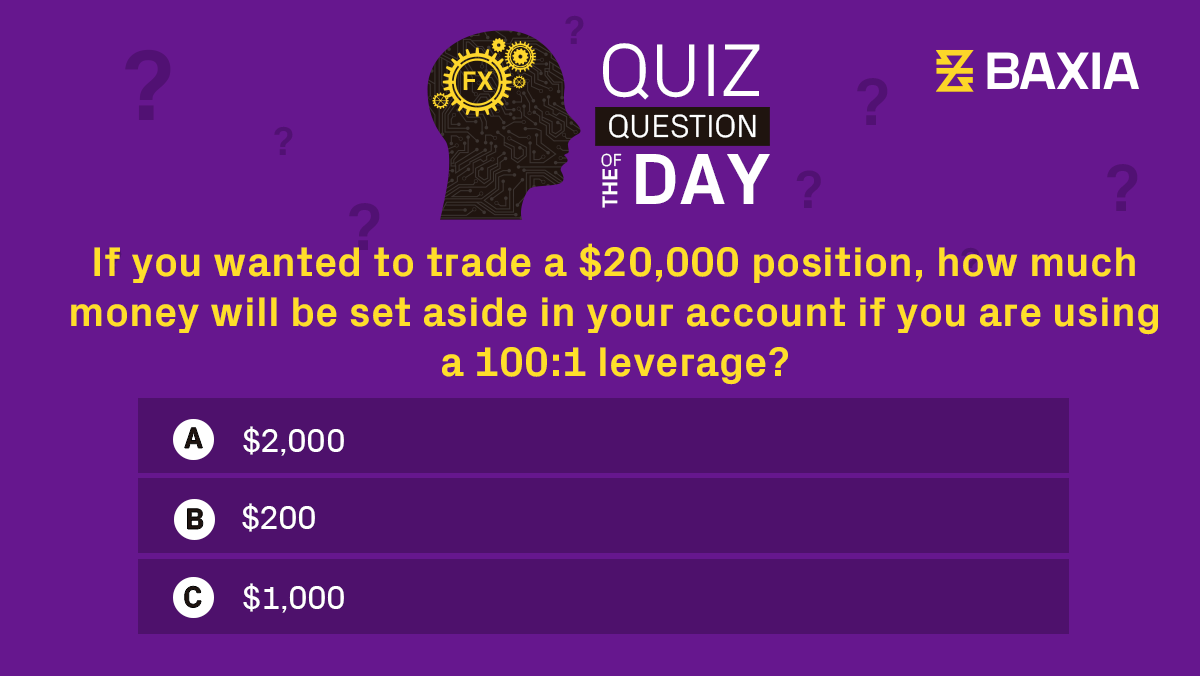 FX
QUIZ
QUESTION
OF THE
DAY
BAXIA
If you wanted to trade a $20,000 position, how much
money will be set aside in your account if you are using
a 100:1 leverage?
A $2,000
B $200
C $1,000
? ? ? ? ? ? ?